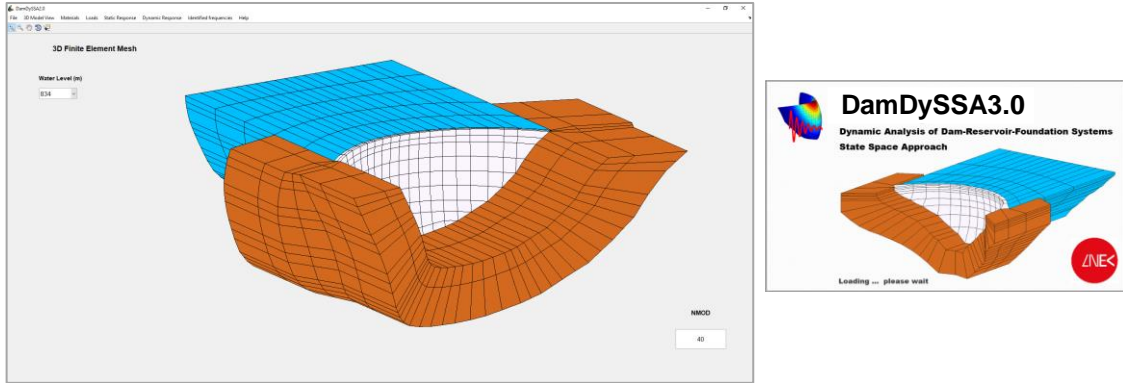 DamDySSA3.0
File 3D Model View Materials Loads Static Response Dynamic Response Identified frequencies Help
3D Finite Element Mesh
Water Level (m)
834
NMOD
40
DamDySSA3.0
Dynamic Analysis of Dam-Reservoir-Foundation Systems
State Space Approach
LNEC
Loading ... please wait